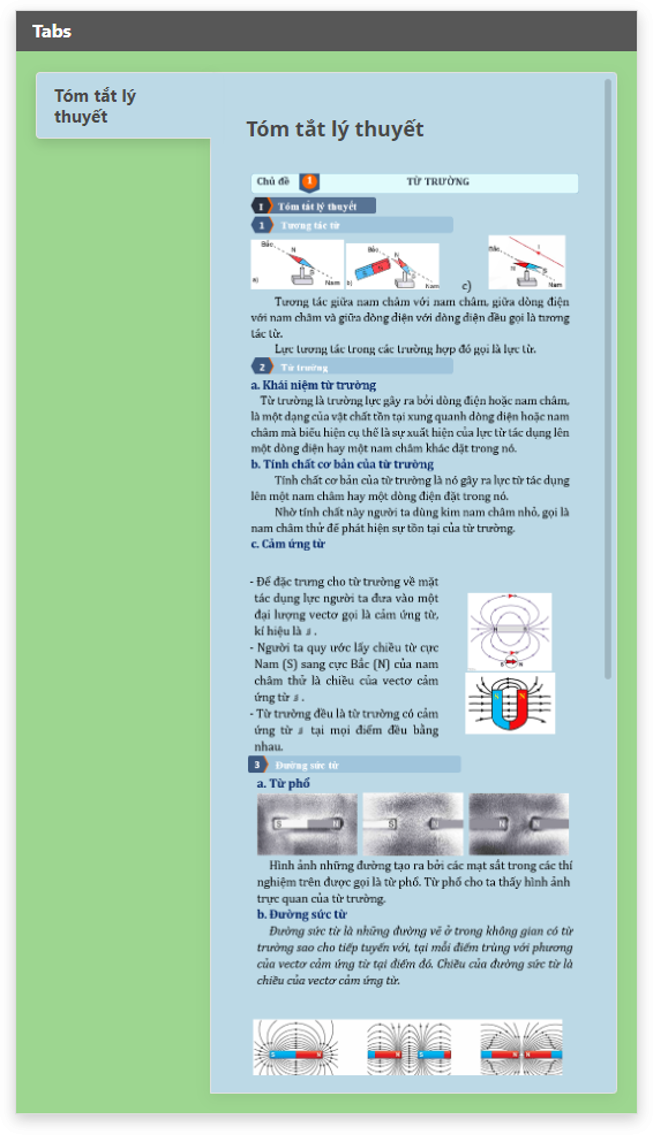 Tabs
Tóm tắt lý
thuyết
Tóm tắt lý thuyết
Chủ đề 1 TỪ TRƯỜNG
I Tóm tắt lý thuyết
1 Tương tác từ
Bắc N S Nam a)
Bắc S N N S Nam b)
Bắc I N S Nam c)
Tương tác giữa nam châm với nam châm, giữa dòng điện
với nam châm và giữa dòng điện với dòng điện đều gọi là tương
tác từ.
Lực tương tác trong các trường hợp đó gọi là lực từ.
2 Từ trường
a. Khái niệm từ trường
Từ trường là trường lực gây ra bởi dòng điện hoặc nam châm,
là một dạng của vật chất tồn tại xung quanh dòng điện hoặc nam
châm mà biểu hiện cụ thể là sự xuất hiện của lực từ tác dụng lên
một dòng điện hay một nam châm khác đặt trong nó.
b. Tính chất cơ bản của từ trường
Tính chất cơ bản của từ trường là nó gây ra lực từ tác dụng
lên một nam châm hay một dòng điện đặt trong nó.
Nhờ tính chất này người ta dùng kim nam châm nhỏ, gọi là
nam châm thử để phát hiện sự tồn tại của từ trường.
c. Cảm ứng từ
- Để đặc trưng cho từ trường về mặt
tác dụng lực người ta đưa vào một
đại lượng vectơ gọi là cảm ứng từ,
kí hiệu là .
- Người ta quy ước lấy chiều từ cực
Nam (S) sang cực Bắc (N) của nam
châm thử là chiều của vectơ cảm
ứng từ .
- Từ trường đều là từ trường có cảm
ứng từ tại mọi điểm đều bằng
nhau.
S N
3 Đường sức từ
a. Từ phổ
S N
S N
N N
Hình ảnh những đường tạo ra bởi các mạt sắt trong các thí
nghiệm trên được gọi là từ phổ. Từ phổ cho ta thấy hình ảnh
trực quan của từ trường.
b. Đường sức từ
Đường sức từ là những đường vẽ ở trong không gian có từ
trường sao cho tiếp tuyến với, tại mỗi điểm trùng với phương
của vectơ cảm ứng từ tại điểm đó. Chiều của đường sức từ là
chiều của vectơ cảm ứng từ.
S N
N S
N N